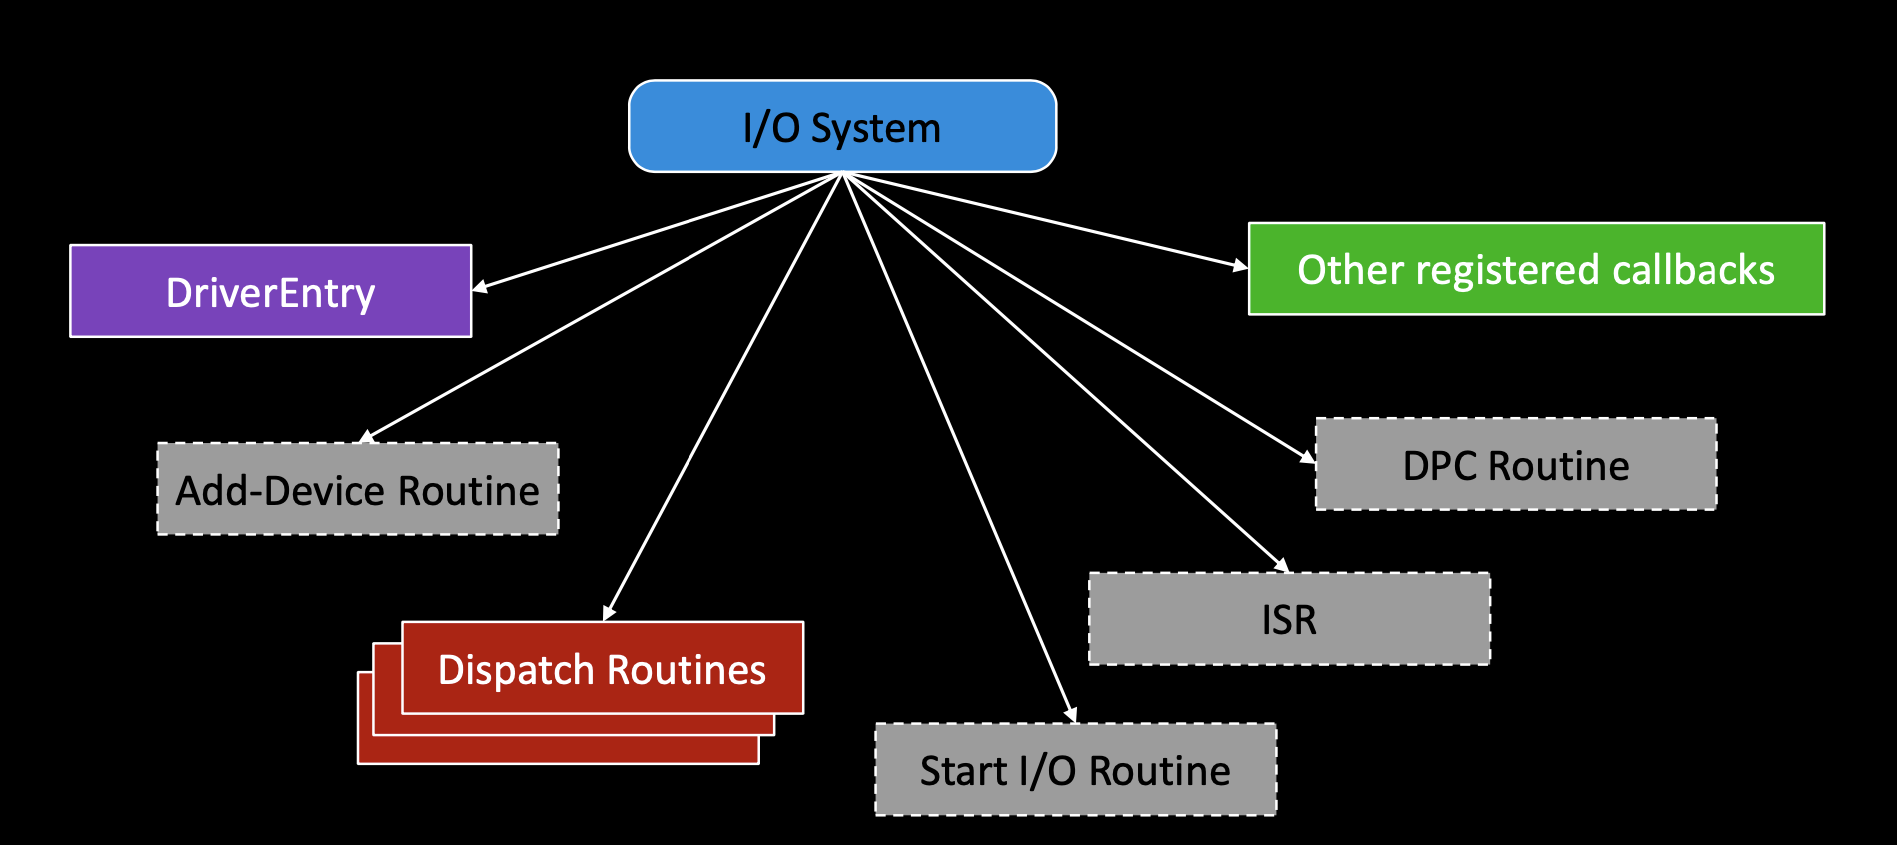 I/O System
DriverEntry
Other registered callbacks
Add-Device Routine
DPC Routine
ISR
Dispatch Routines
Start I/O Routine